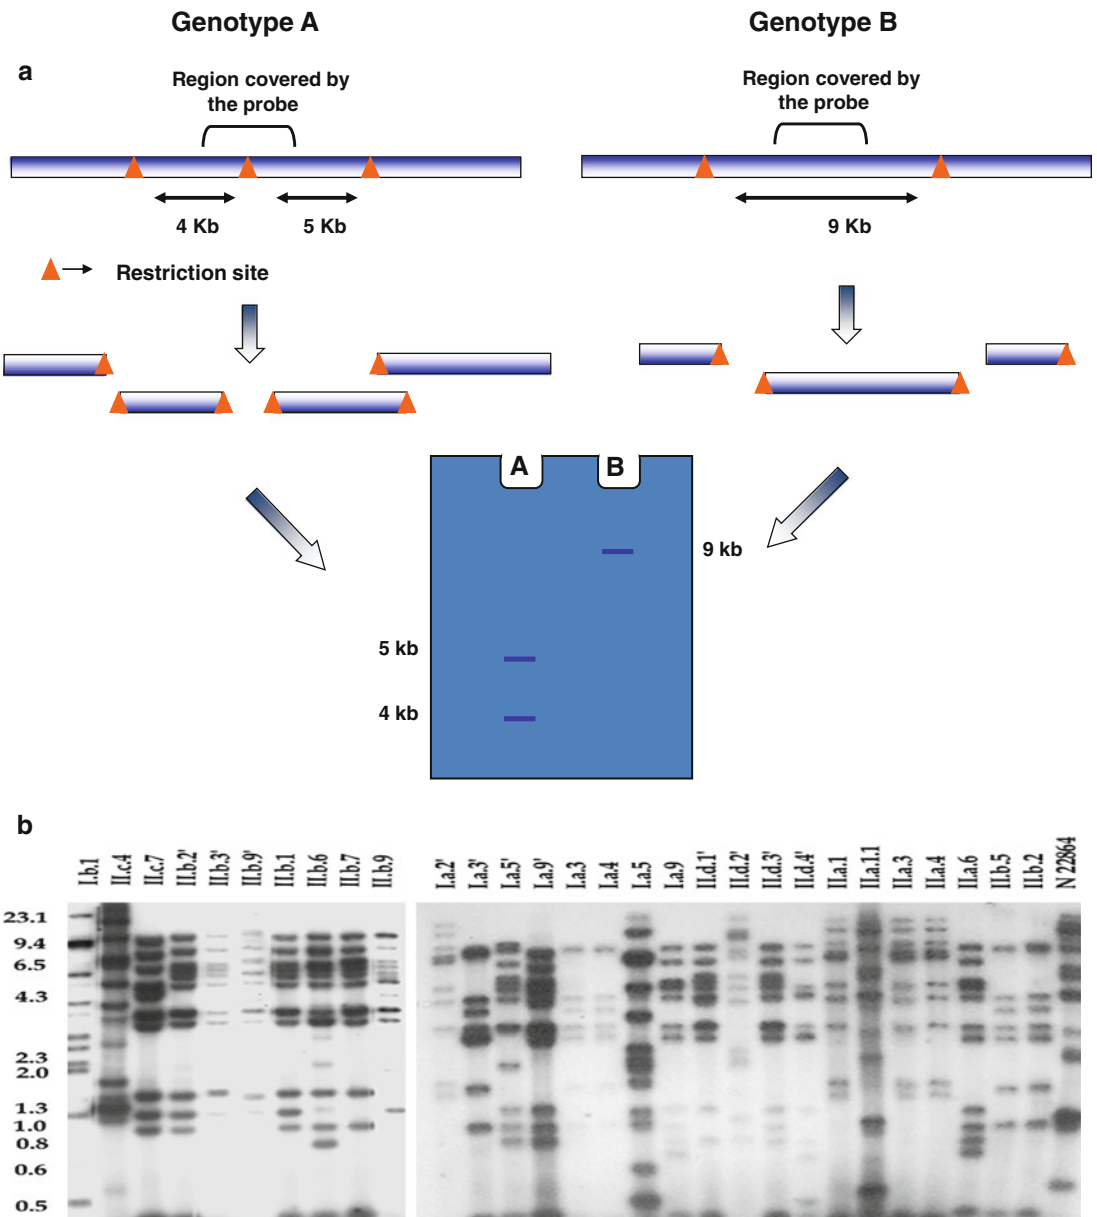 Genotype A
Genotype B
a
Region covered by
the probe
Region covered by
the probe
4 Kb
5 Kb
9 Kb
Restriction site
A
B
9 kb
5 kb
4 kb
b
I.b.1
II.c.4
II.c.7
II.b.2'
II.b.3'
II.b.9'
II.b.1
II.b.6
II.b.7
II.b.9
I.a.2'
I.a.3'
I.a.5'
I.a.9'
I.a.3
I.a.4
I.a.5
I.a.9
II.d.1'
II.d.2'
II.d.3'
II.d.4'
II.a.1
II.a.1.1
II.a.3
II.a.4
II.a.6
II.b.5
II.b.2
N 22864
23.1
9.4
6.5
4.3
2.3
2.0
1.3
1.0
0.8
0.6
0.5